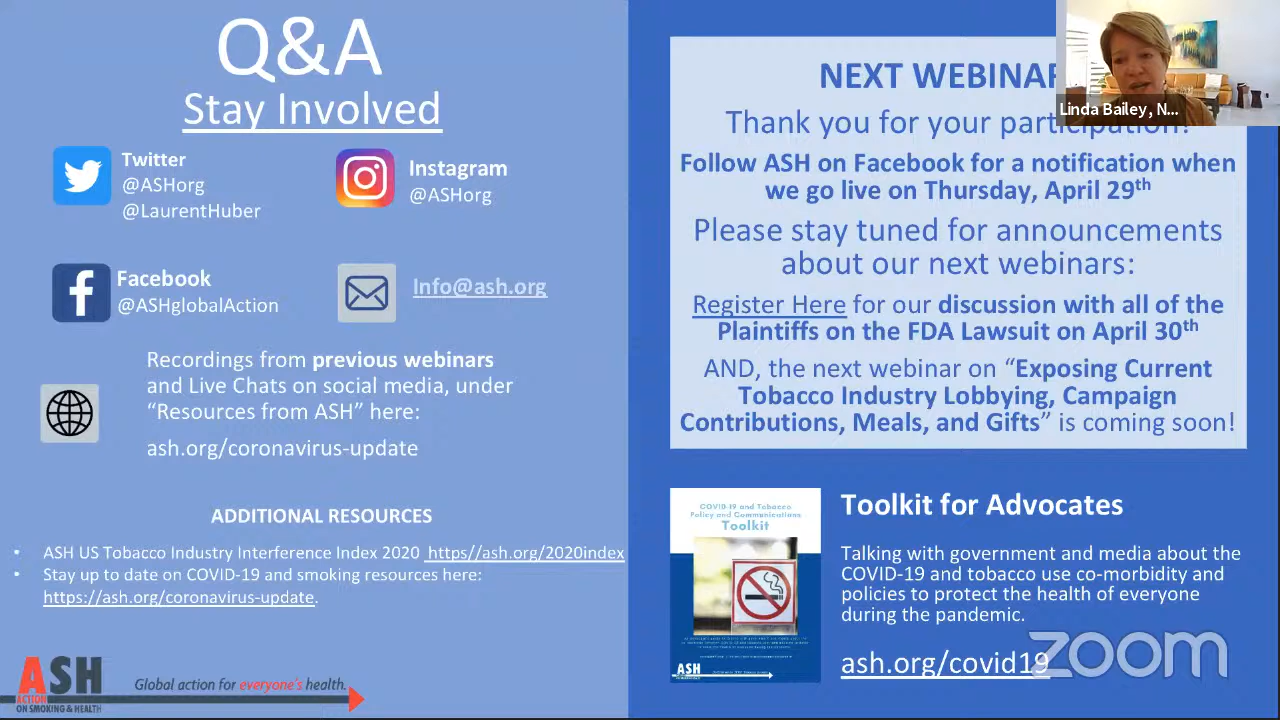 Q&A
Stay Involved
Twitter
@ASHorg
@LaurentHuber
Instagram
@ASHorg
Facebook
@ASHglobalAction
Info@ash.org
Recordings from previous webinars
and Live Chats on social media, under
“Resources from ASH” here:
ash.org/coronavirus-update
ADDITIONAL RESOURCES
• ASH US Tobacco Industry Interference Index 2020 https//ash.org/2020index
• Stay up to date on COVID-19 and smoking resources here:
https://ash.org/coronavirus-update.
ASH
ACTION
ON SMOKING & HEALTH
Global action for everyone's health.
NEXT WEBINAR
Linda Bailey, N...
Thank you for your participation!
Follow ASH on Facebook for a notification when
we go live on Thursday, April 29th
Please stay tuned for announcements
about our next webinars:
Register Here for our discussion with all of the
Plaintiffs on the FDA Lawsuit on April 30th
AND, the next webinar on “Exposing Current
Tobacco Industry Lobbying, Campaign
Contributions, Meals, and Gifts” is coming soon!
COVID-19 and Tobacco
Policy and Communications
Toolkit
ASH
Toolkit for Advocates
Talking with government and media about the
COVID-19 and tobacco use co-morbidity and
policies to protect the health of everyone
during the pandemic.
ash.org/covid19
zoom